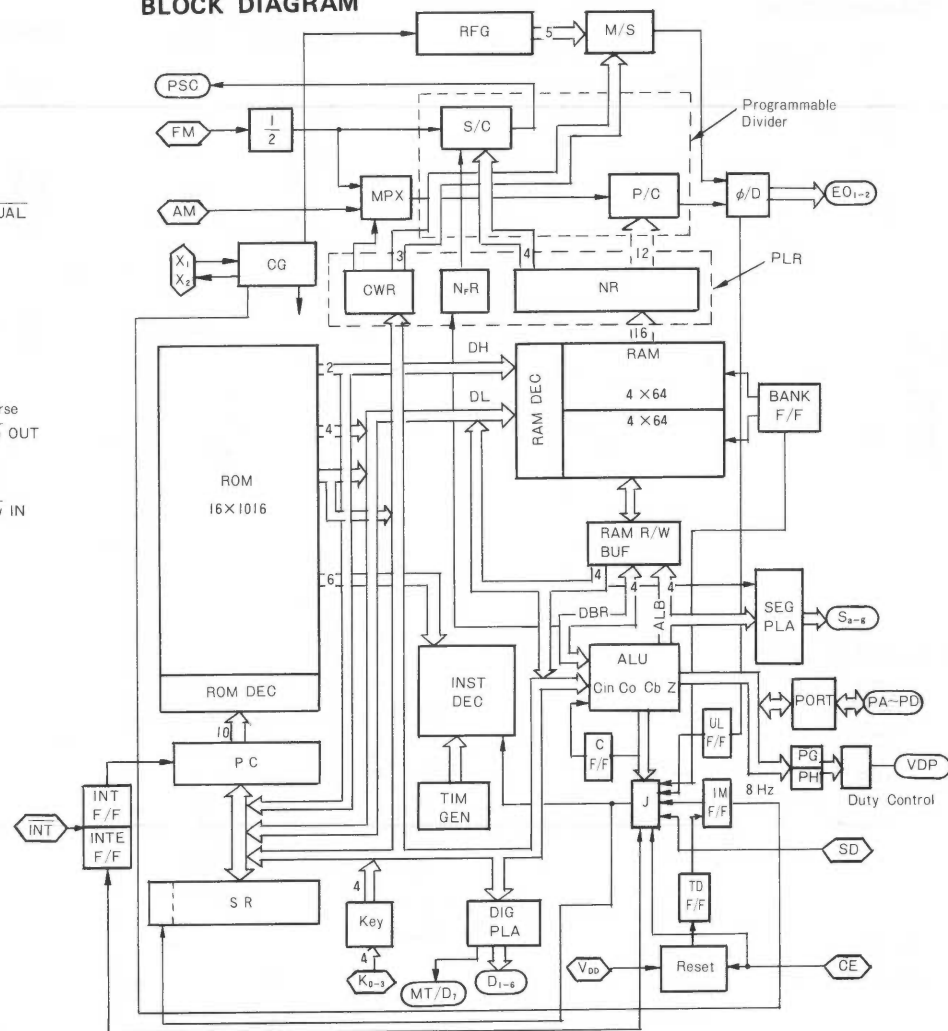 BLOCK DIAGRAM
RFG
5
M/S
PSC
Programmable
Divider
FM
1/2
S/C
MPX
P/C
φ/D
EO1-2
UAL
AM
X1
X2
CG
3
4
12
PLR
CWR
NFR
NR
16
2
DH
RAM
RAM DEC
4 ×64
4 ×64
BANK
F/F
DL
rse
OUT
4
ROM
16×1016
IN
RAM R/W
BUF
6
4
4
4
DBR
ALB
SEG
PLA
Sa-g
ROM DEC
INST
DEC
ALU
Cin Co Cb Z
PORT
PA~PD
10
PC
C
F/F
UL
F/F
PG
PH
VDP
8 Hz
Duty Control
INT
F/F
INTE
F/F
INT
TIM
GEN
J
IM
F/F
SD
4
SR
Key
DIG
PLA
TD
F/F
4
K0-3
MT/D7
D1-6
VDD
Reset
CE